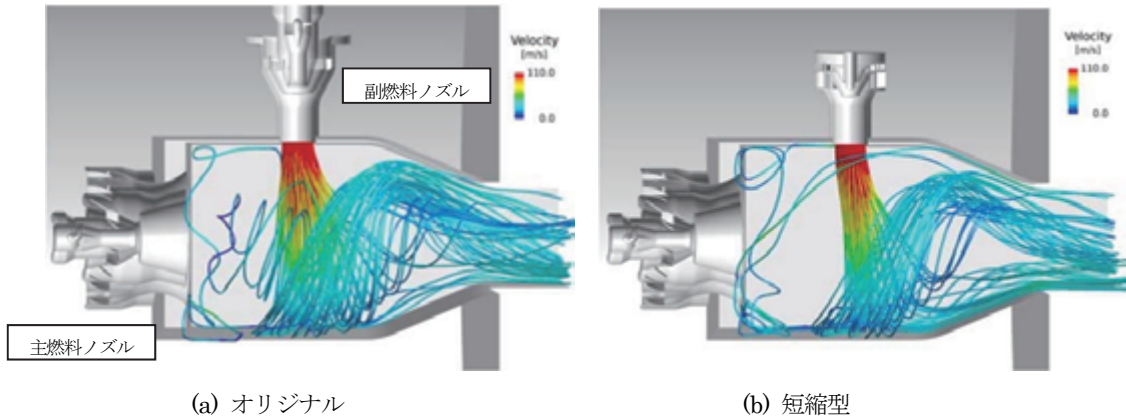 Velocity
[m/s]
110.0
0.0
副燃料ノズル
主燃料ノズル
Velocity
[m/s]
110.0
0.0
(a) オリジナル
(b) 短縮型